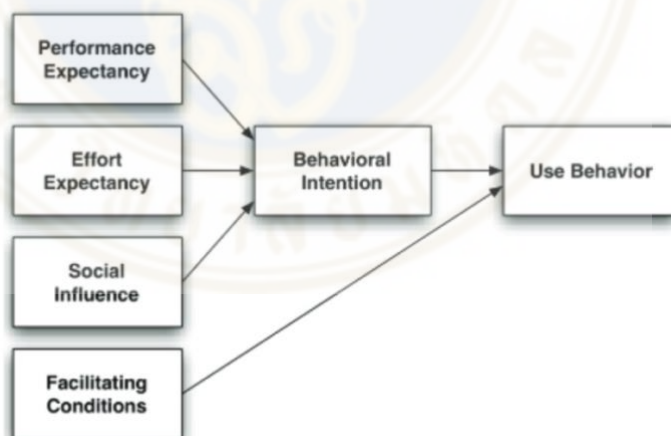 Performance
Expectancy
Effort
Expectancy
Social
Influence
Facilitating
Conditions
Behavioral
Intention
Use Behavior